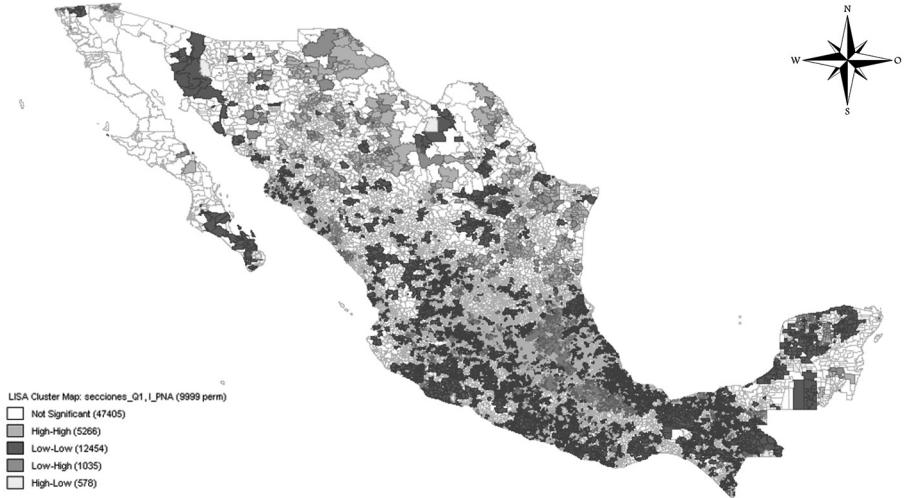 N
W
O
S
LISA Cluster Map: secciones_Q1, I_PNA (9999 perm)
Not Significant (47405)
High-High (5266)
Low-Low (12454)
Low-High (1035)
High-Low (578)